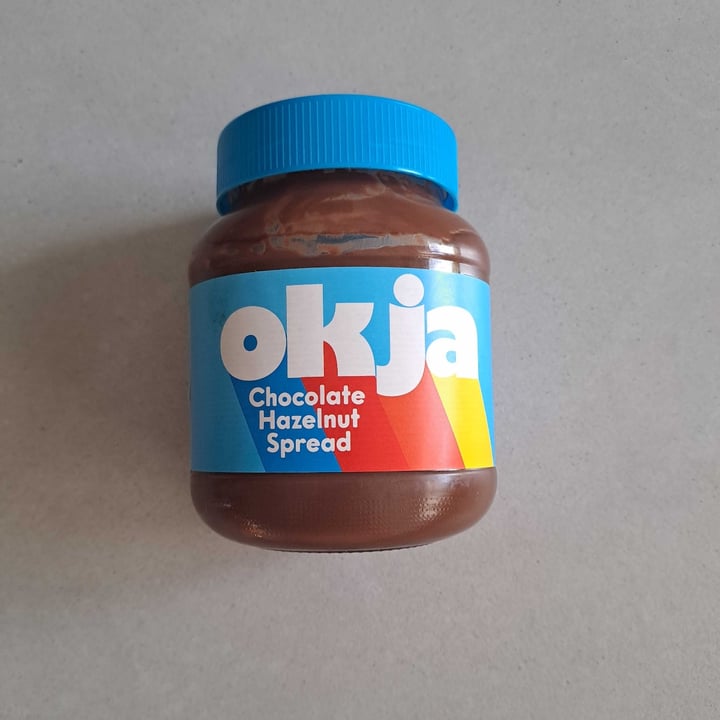 okja
Chocolate
Hazelnut
Spread